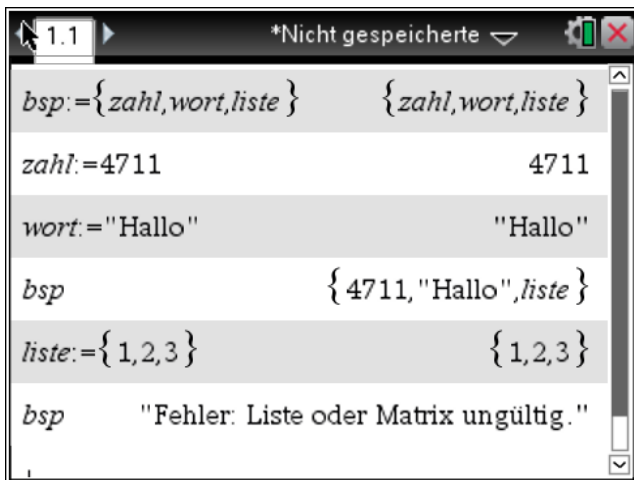 1.1 *Nicht gespeicherte
bsp:={zahl,wort,liste} {zahl,wort,liste}
zahl:=4711 4711
wort:="Hallo" "Hallo"
bsp {4711,"Hallo",liste}
liste:={1,2,3} {1,2,3}
bsp "Fehler: Liste oder Matrix ungültig."